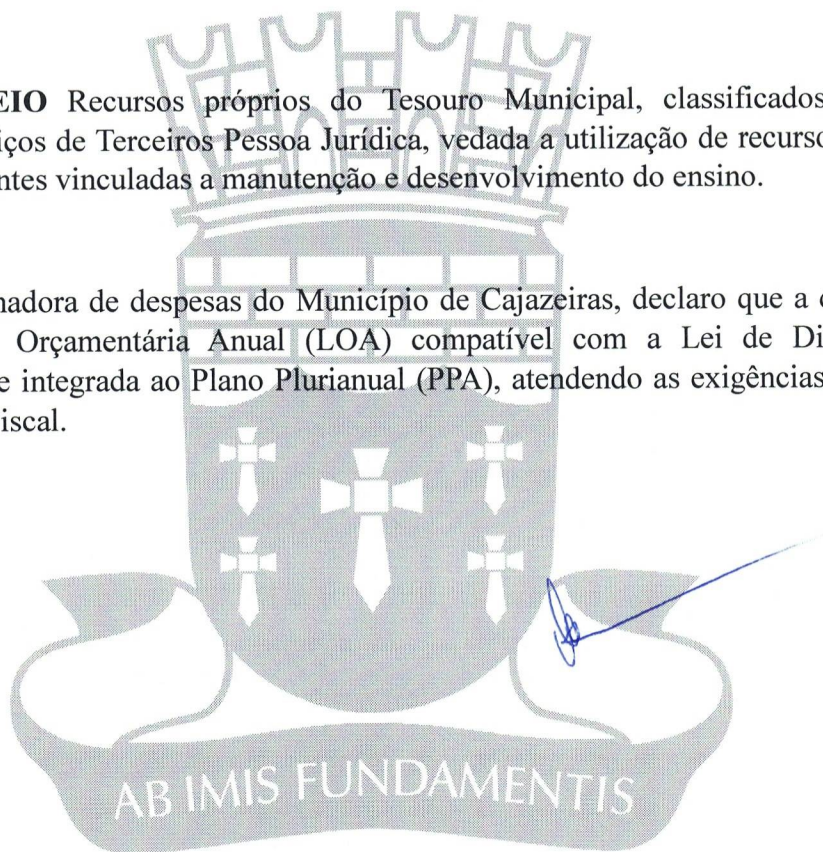 EIO Recursos próprios do Tesouro Municipal, classificados
iços de Terceiros Pessoa Jurídica, vedada a utilização de recurso
ntes vinculadas a manutenção e desenvolvimento do ensino.
nadora de despesas do Município de Cajazeiras, declaro que a
Orçamentária Anual (LOA) compatível com a Lei de Di
e integrada ao Plano Plurianual (PPA), atendendo as exigências
iscal.
AB IMIS FUNDAMENTIS